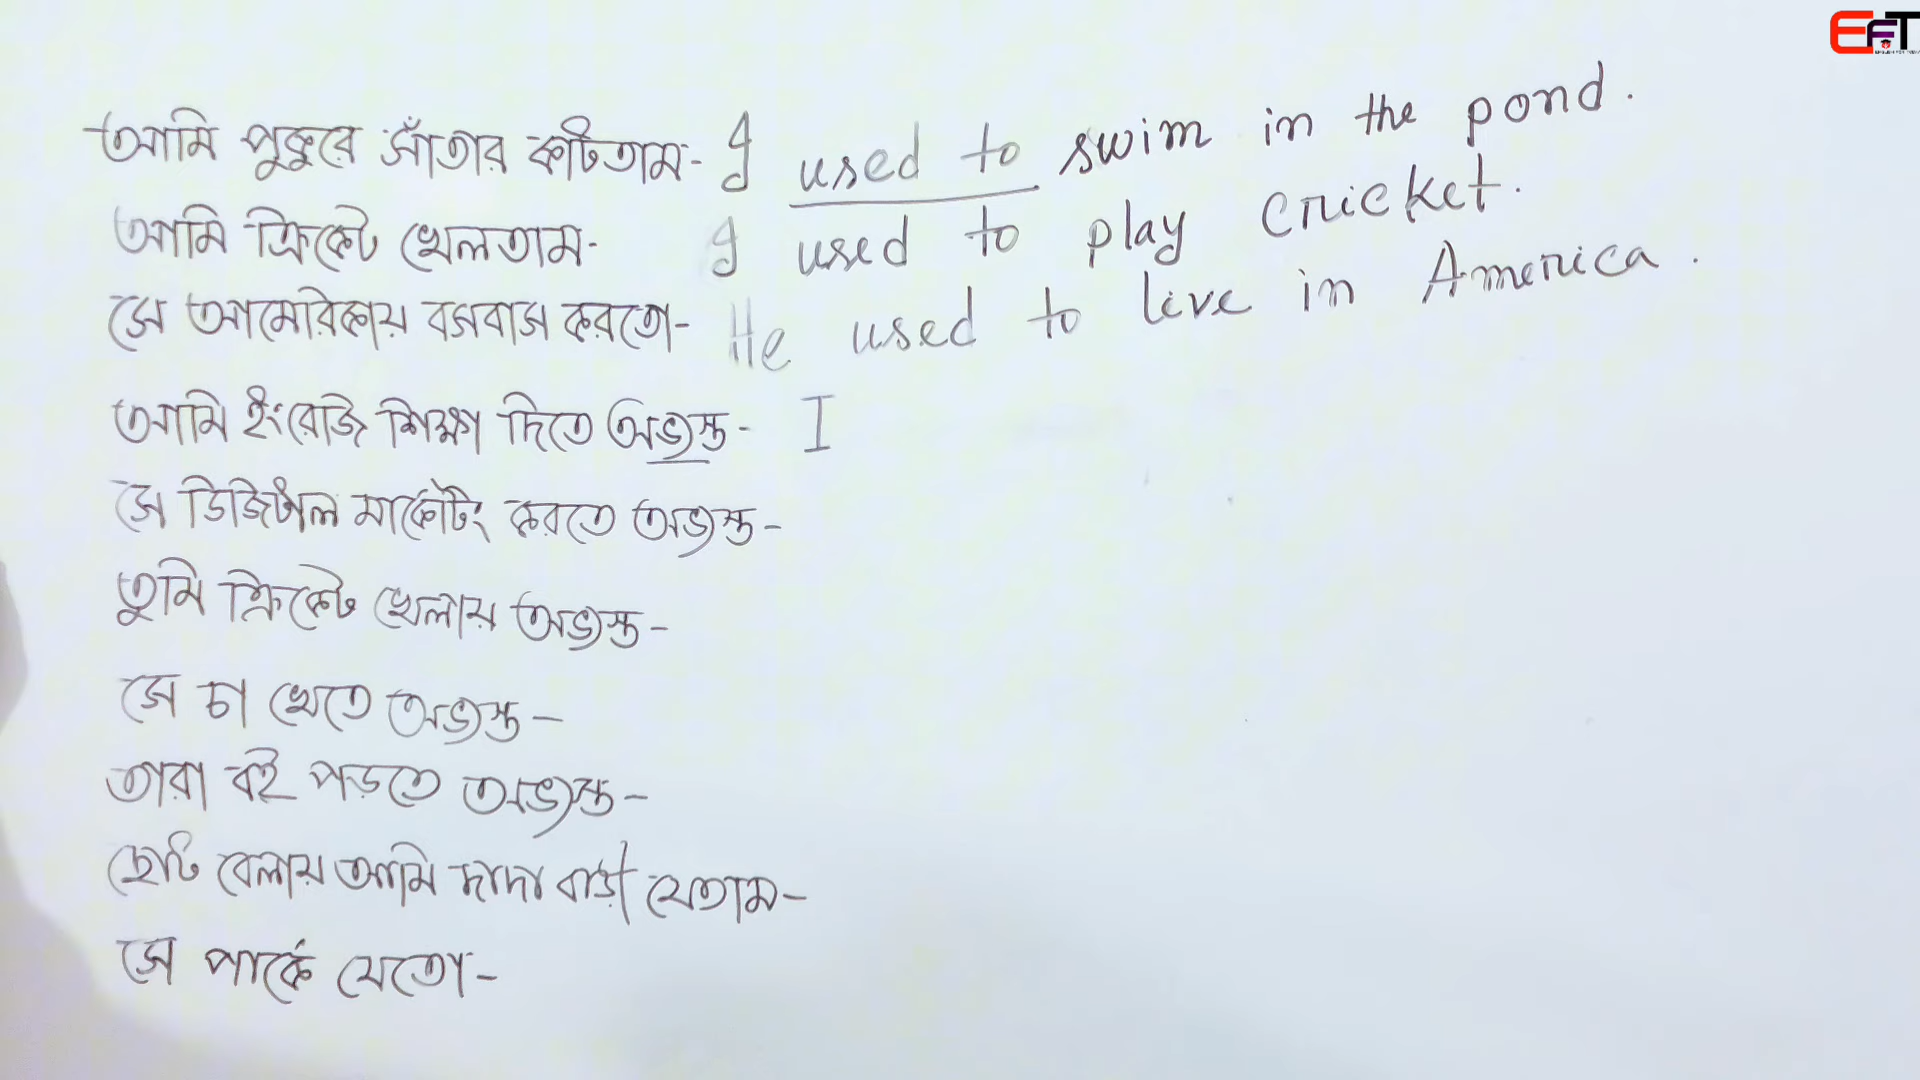 EFT
আমি পুকুরে সাঁতার কাটতাম- I used to swim in the pond.
আমি ক্রিকেট খেলতাম- I used to play cricket.
সে আমেরিকায় বসবাস করতো- He used to live in America.
আমি ইংরেজি শিক্ষা দিতে অভ্যস্ত- I
সে ডিজিটাল মার্কেটিং করতে অভ্যস্ত-
তুমি ক্রিকেট খেলায় অভ্যস্ত-
সে চা খেতে অভ্যস্ত-
তারা বই পড়তে অভ্যস্ত-
ছোট বেলায় আমি দাদা বাড়ী যেতাম-
সে পার্কে যেতো-